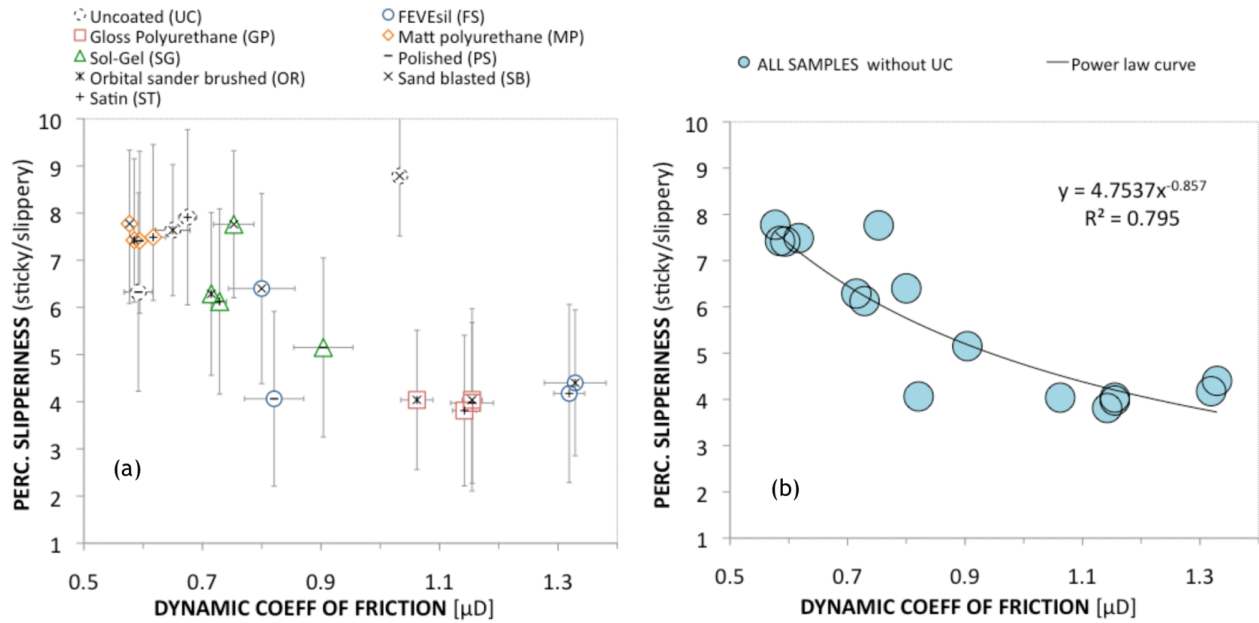 Uncoated (UC)
FEVEsil (FS)
Gloss Polyurethane (GP)
Matt polyurethane (MP)
Sol-Gel (SG)
Polished (PS)
Orbital sander brushed (OR)
Sand blasted (SB)
Satin (ST)
10
9
8
7
6
5
4
3
2
1
PERC. SLIPPERINESS (sticky/slippery)
(a)
0.5 0.7 0.9 1.1 1.3
DYNAMIC COEFF OF FRICTION [µD]
ALL SAMPLES without UC
Power law curve
10
9
8
7
6
5
4
3
2
1
PERC. SLIPPERINESS (sticky/slippery)
y = 4.7537x^-0.857
R² = 0.795
(b)
0.5 0.7 0.9 1.1 1.3
DYNAMIC COEFF OF FRICTION [µD]